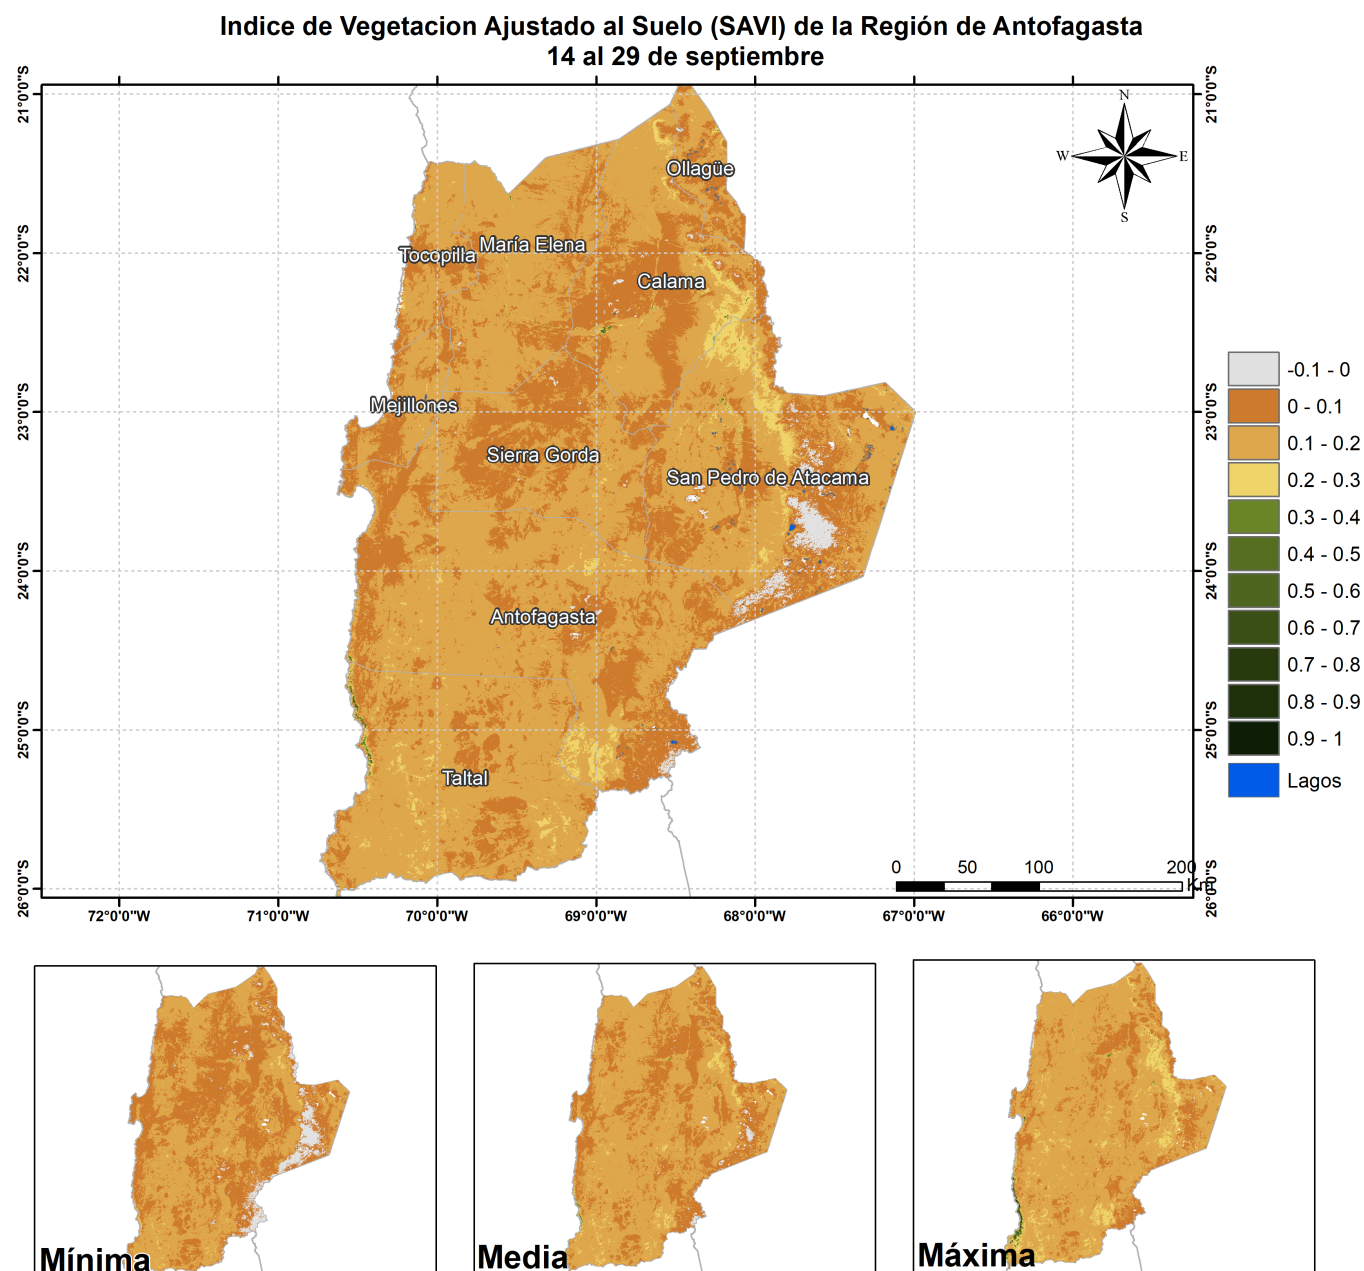 Indice de Vegetacion Ajustado al Suelo (SAVI) de la Región de Antofagasta
14 al 29 de septiembre
21°0'0"S
22°0'0"S
23°0'0"S
24°0'0"S
25°0'0"S
26°0'0"S
N
W
E
S
Ollagüe
María Elena
Tocopilla
Calama
Mejillones
Sierra Gorda
San Pedro de Atacama
Antofagasta
Taltal
0 50 100 200
Km
21°0'0"S
22°0'0"S
23°0'0"S
24°0'0"S
25°0'0"S
26°0'0"S
72°0'0"W 71°0'0"W 70°0'0"W 69°0'0"W 68°0'0"W 67°0'0"W 66°0'0"W
-0.1 - 0
0 - 0.1
0.1 - 0.2
0.2 - 0.3
0.3 - 0.4
0.4 - 0.5
0.5 - 0.6
0.6 - 0.7
0.7 - 0.8
0.8 - 0.9
0.9 - 1
Lagos
Mínima
Media
Máxima